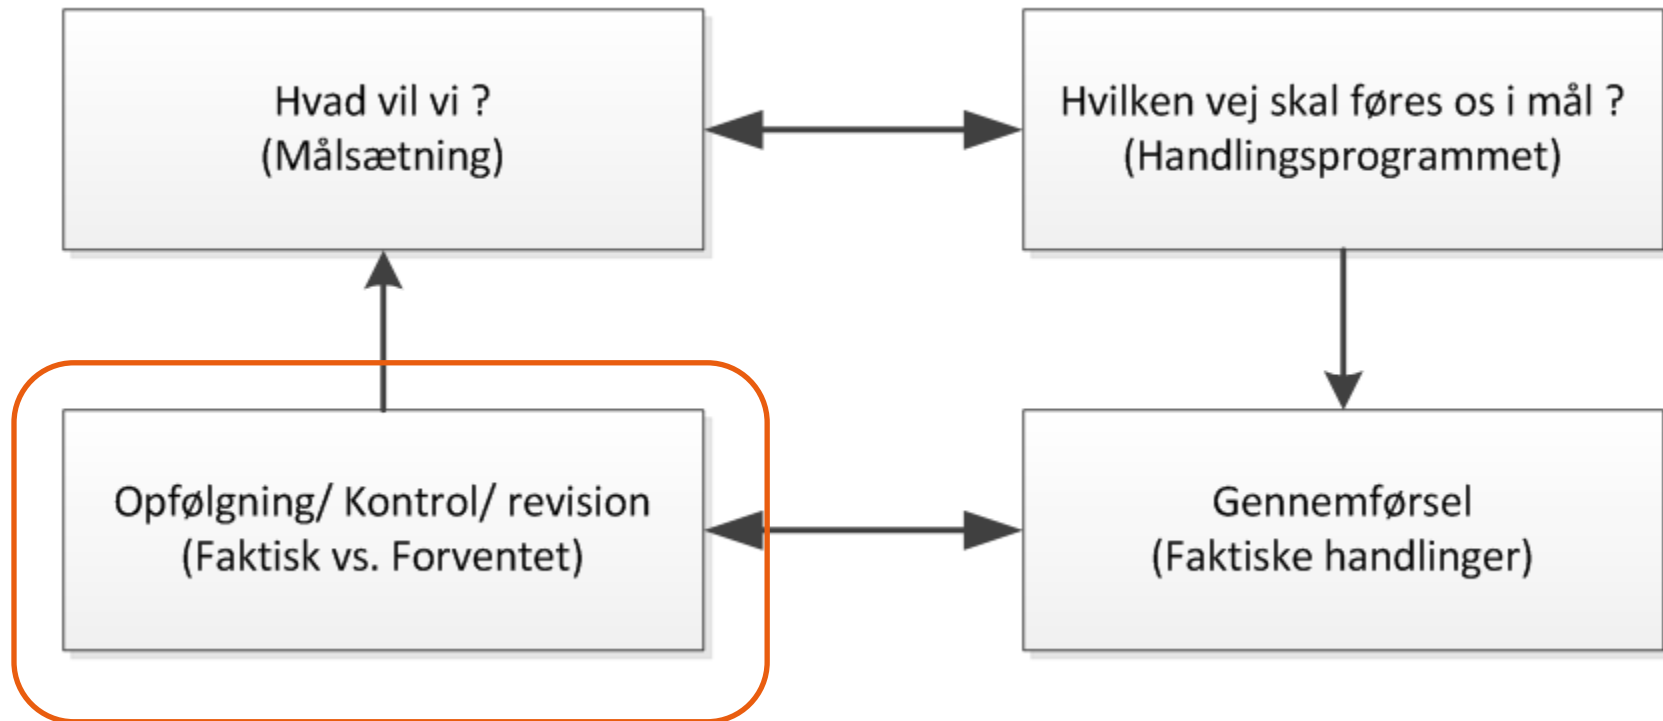 Hvad vil vi ?
(Målsætning)
Hvilken vej skal føres os i mål ?
(Handlingsprogrammet)
Opfølgning/ Kontrol/ revision
(Faktisk vs. Forventet)
Gennemførsel
(Faktiske handlinger)